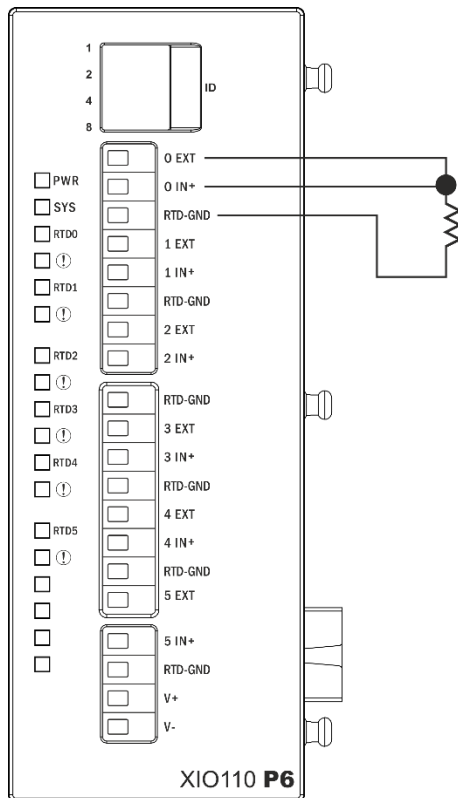 1
2
4
8
ID
0 EXT
0 IN+
RTD-GND
1 EXT
1 IN+
RTD-GND
2 EXT
2 IN+
RTD-GND
3 EXT
3 IN+
RTD-GND
4 EXT
4 IN+
RTD-GND
5 EXT
5 IN+
RTD-GND
V+
V-
PWR
SYS
RTD0
!
RTD1
!
RTD2
!
RTD3
!
RTD4
!
RTD5
!
XIO110 P6